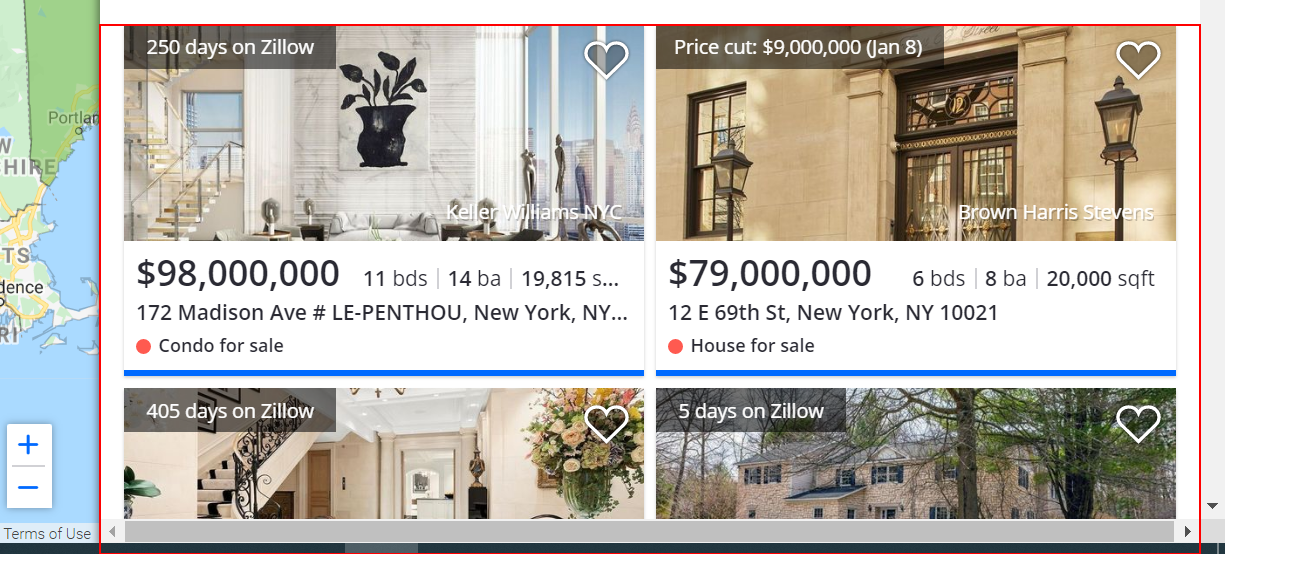 250 days on Zillow
Price cut: $9,000,000 (Jan 8)
Portlan
W
SHIRE
Keller Williams NYC
Brown Harris Stevens
$98,000,000 11 bds 14 ba 19,815 s...
$79,000,000 6 bds 8 ba 20,000 sqft
TS
dence
RI
172 Madison Ave # LE-PENTHOU, New York, NY...
12 E 69th St, New York, NY 10021
Condo for sale
House for sale
405 days on Zillow
5 days on Zillow
+
−
Terms of Use